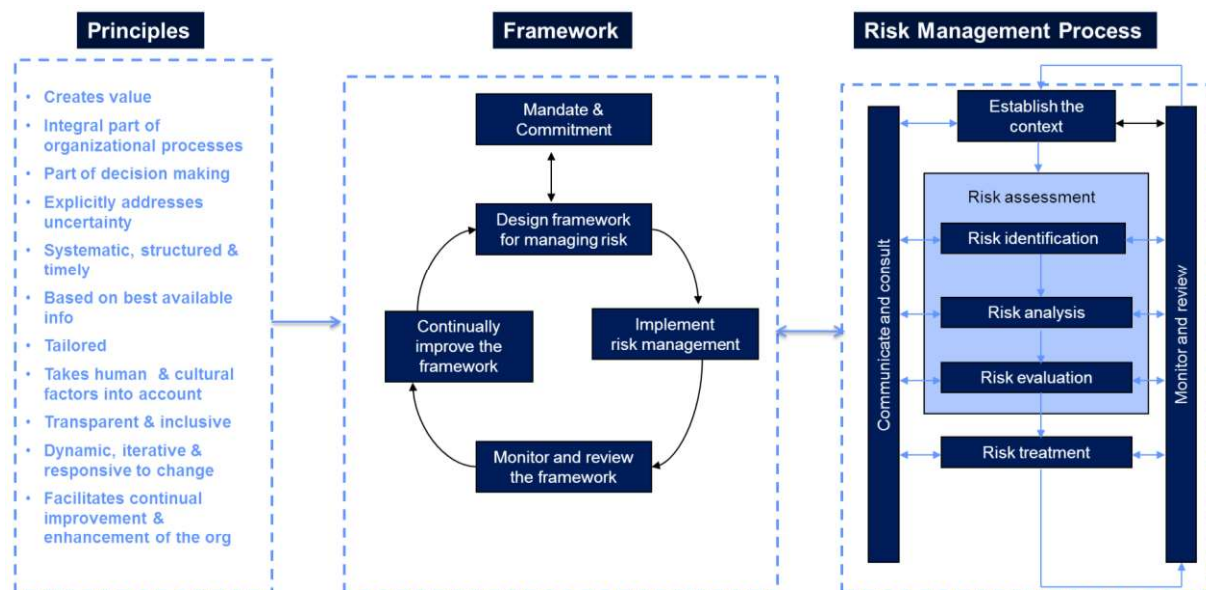 Principles
Framework
Risk Management Process
• Creates value
• Integral part of
organizational processes
• Part of decision making
• Explicitly addresses
uncertainty
• Systematic, structured &
timely
• Based on best available
info
• Tailored
• Takes human & cultural
factors into account
• Transparent & inclusive
• Dynamic, iterative &
responsive to change
• Facilitates continual
improvement &
enhancement of the org
Mandate &
Commitment
Design framework
for managing risk
Implement
risk management
Monitor and review
the framework
Continually
improve the
framework
Communicate and consult
Establish the
context
Risk assessment
Risk identification
Risk analysis
Risk evaluation
Risk treatment
Monitor and review